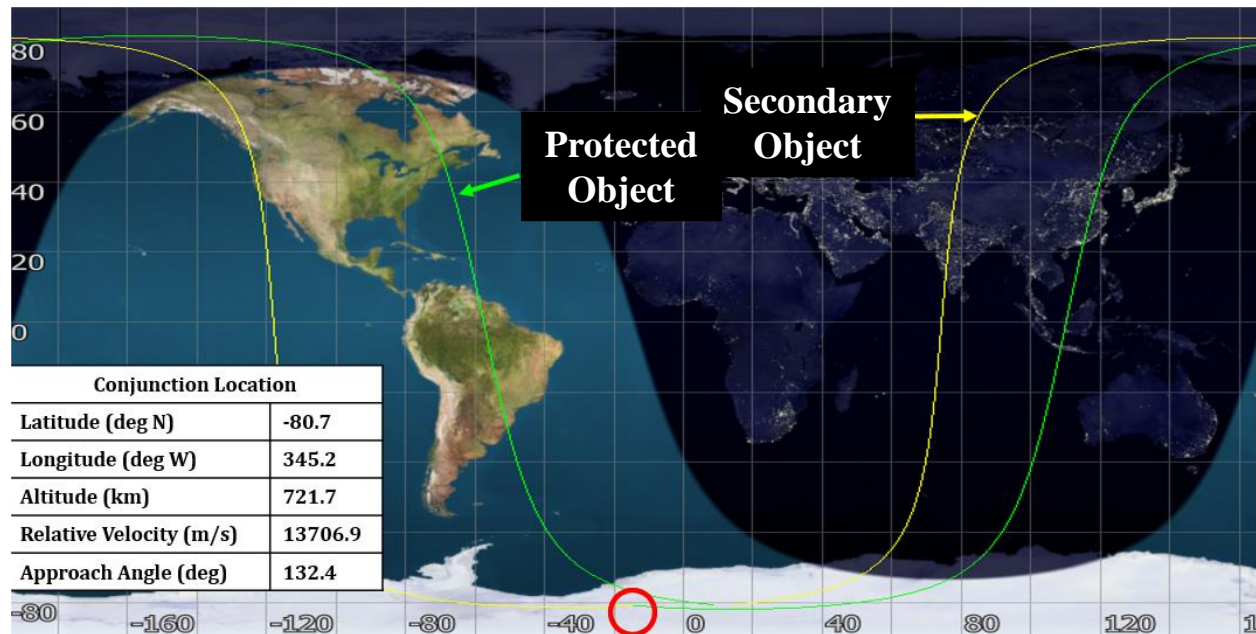 80
60
40
20
0
Secondary
Object
Protected
Object
Conjunction Location
Latitude (deg N) -80.7
Longitude (deg W) 345.2
Altitude (km) 721.7
Relative Velocity (m/s) 13706.9
Approach Angle (deg) 132.4
-80 -160 -120 -80 -40 0 40 80 120 1